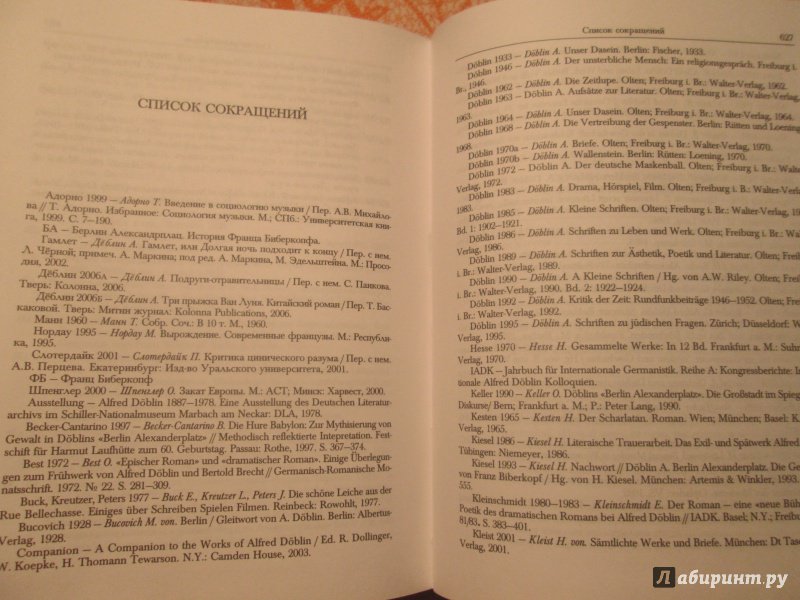 СПИСОК СОКРАЩЕНИЙ
Адорно 1999 — Адорно Т. Введение в социологию музыки / Пер. А.В. Михайло-
ва // Т. Адорно. Избранное: Социология музыки. М.; СПб.: Университетская кни-
га, 1999. С. 7–190.
БА — Берлин Александрплац. История Франца Биберкопфа.
Гамлет — Дёблин А. Гамлет, или Долгая ночь подходит к концу / Пер. с нем.
Л. Чёрной; примеч. А. Маркина; под ред. А. Маркина, М. Эдельштейна. М.: Просо-
дия, 2002.
Дёблин 2006а — Дёблин А. Подруги-отравительницы / Пер. с нем. С. Панкова.
Тверь: Колонна, 2006.
Дёблин 2006б — Дёблин А. Три прыжка Ван Луня. Китайский роман / Пер. Т. Бас-
каковой. Тверь: Митин журнал: Kolonna Publications, 2006.
Манн 1960 — Манн Т. Собр. Соч.: В 10 т. М., 1960.
Нордау 1995 — Нордау М. Вырождение. Современные французы. М.: Республи-
ка, 1995.
Слотердайк 2001 — Слотердайк П. Критика цинического разума / Пер. с нем.
А.В. Перцева. Екатеринбург: Изд-во Уральского университета, 2001.
ФБ — Франц Биберкопф
Шпенглер 2000 — Шпенглер О. Закат Европы. М.: АСТ; Минск: Харвест, 2000.
Ausstellung — Alfred Döblin 1887–1978. Eine Ausstellung des Deutschen Literatur-
archivs im Schiller-Nationalmuseum Marbach am Neckar: DLA, 1978.
Becker-Cantarino 1997 — Becker-Cantarino B. Die Hure Babylon: Zur Mythisierung von
Gewalt in Döblins «Berlin Alexanderplatz» // Methodisch reflektierte Intepretation. Fest-
schrift für Harmut Laufhütte zum 60. Geburtstag. Passau: Rothe, 1997. S. 367–374.
Best 1972 — Best O. «Epischer Roman» und «dramatischer Roman». Einige Überlegun-
gen zum Frühwerk von Alfred Döblin und Bertold Brecht // Germanisch-Romanische Mo-
natsschrift. 1972. № 22. S. 281–309.
Buck, Kreutzer, Peters 1977 — Buck E., Kreutzer L., Peters J. Die schöne Leiche aus der
Rue Bellechasse. Einiges über Schreiben Spielen Filmen. Reinbeck: Rowohlt, 1977.
Bucovich 1928 — Bucovich M. von. Berlin / Gleitwort von A. Döblin. Berlin: Albertus-
Verlag, 1928.
Companion — A Companion to the Works of Alfred Döblin / Ed. R. Dollinger,
W. Koepke, H. Thomann Tewarson. N.Y.: Camden House, 2003.
Список сокращений 627
Döblin 1933 — Döblin A. Unser Dasein. Berlin: Fischer, 1933.
Döblin 1946 — Döblin A. Der unsterbliche Mensch: Ein religionsgespräch. Freiburg i.
Br., 1946.
Döblin 1962 — Döblin A. Die Zeitlupe. Olten; Freiburg i. Br.: Walter-Verlag, 1962.
Döblin 1963 — Döblin A. Aufsätze zur Literatur. Olten; Freiburg i. Br.: Walter-Verlag,
1963.
Döblin 1964 — Döblin A. Unser Dasein. Olten; Freiburg i. Br.: Walter-Verlag, 1964.
Döblin 1968 — Döblin A. Die Vertreibung der Gespenster. Berlin: Rütten und Loening,
1968.
Döblin 1970a — Döblin A. Briefe. Olten; Freiburg i. Br.: Walter-Verlag, 1970.
Döblin 1970b — Döblin A. Wallenstein. Berlin: Rütten: Loening, 1970.
Döblin 1972 — Döblin A. Der deutsche Maskenball. Olten; Freiburg i. Br.: Walter-
Verlag, 1972.
Döblin 1983 — Döblin A. Drama, Hörspiel, Film. Olten; Freiburg i. B.: Walter-Verlag,
1983.
Döblin 1985 — Döblin A. Kleine Schriften. Olten; Freiburg i. Br.: Walter-Verlag,
Bd. 1: 1902–1921.
Döblin 1986 — Döblin A. Schriften zu Leben und Werk. Olten; Freiburg i. Br.: Walter-
Verlag, 1986.
Döblin 1989 — Döblin A. Schriften zur Ästhetik, Poetik und Literatur. Olten; Freiburg
i. Br.: Walter-Verlag, 1989.
Döblin 1990 — Döblin A. A Kleine Schriften / Hg. von A.W. Riley. Olten; Freiburg
i. Br.: Walter-Verlag, 1990. Bd. 2: 1922–1924.
Döblin 1992 — Döblin A. Kritik der Zeit: Rundfunkbeiträge 1946–1952. Olten; Freiburg
i. Br.: Walter-Verlag, 1992.
Döblin 1995 — Döblin A. Schriften zu jüdischen Fragen. Zürich; Düsseldorf:
Verlag, 1995.
Hesse 1970 — Hesse H. Gesammelte Werke: In 12 Bd. Frankfurt a. M.: Suhr-
1970.
IADK — Jahrbuch für Internationale Germanistik. Reihe A: Kongressberichte: In-
tionale Alfred Döblin Kolloquien.
Keller 1990 — Keller O. Döblins «Berlin Alexanderplatz». Die Großstadt im Spiege
Diskurse / Bern; Frankfurt a. M.; P.: Peter Lang, 1990.
Kesten 1965 — Kesten H. Der Scharlatan. Roman. Wien; München; Basel: K.
1965.
Kiesel 1986 — Kiesel H. Literaische Trauerarbeit. Das Exil- und Spätwerk Alfred D
Tübingen: Niemeyer, 1986.
Kiesel 1993 — Kiesel H. Nachwort // Döblin A. Berlin Alexanderplatz. Die Ge
von Franz Biberkopf / Hg. von H. Kiesel. München: Artemis & Winkler, 1993.
555.
Kleinschmidt 1980–1983 — Kleinschmidt E. Der Roman — eine «neue Bühn
Poetik des dramatischen Romans bei Alfred Döblin // IADK. Basel; N.Y., Freibur
81/83, S. 383–401.
Kleist 2001 — Kleist H. von. Sämtliche Werke und Briefe. München: Dt Tasc
Verlag, 2001.
Лабиринт.ру